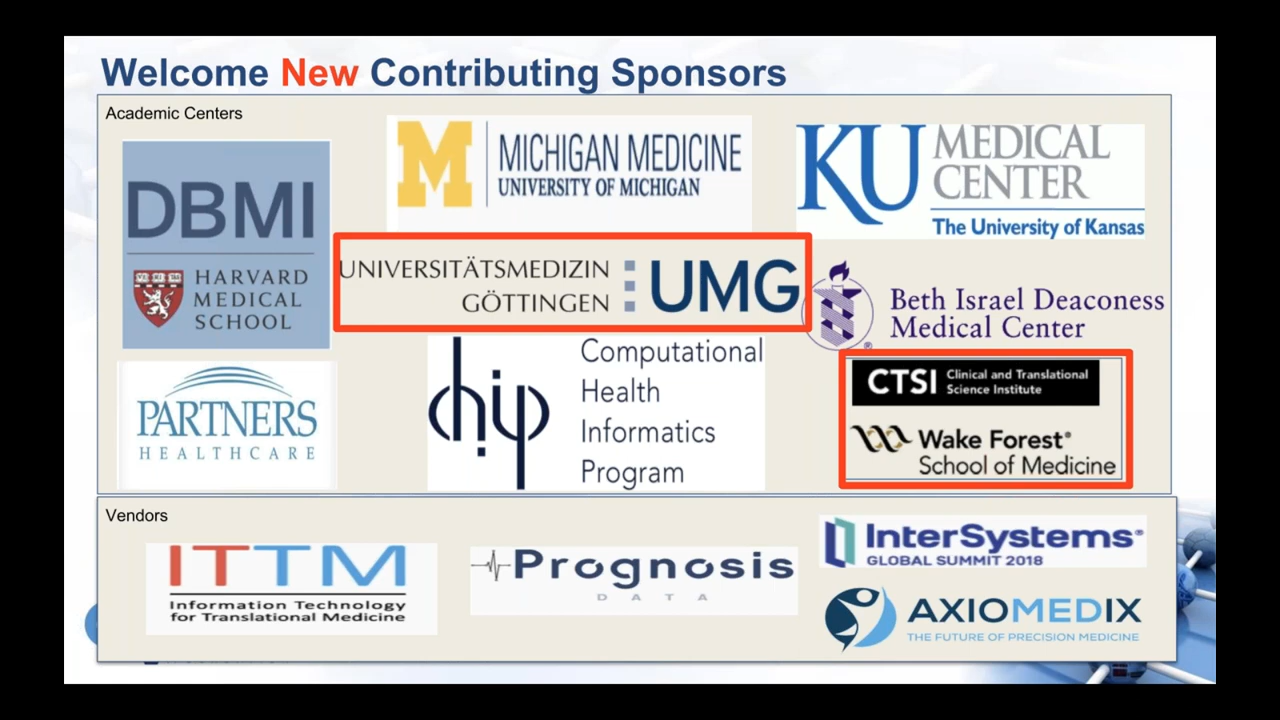 Welcome New Contributing Sponsors
Academic Centers
DBMI
HARVARD
MEDICAL
SCHOOL
M
MICHIGAN MEDICINE
UNIVERSITY OF MICHIGAN
KU MEDICAL
CENTER
The University of Kansas
UNIVERSITÄTSMEDIZIN
GÖTTINGEN
UMG
Beth Israel Deaconess
Medical Center
PARTNERS
HEALTHCARE
chip
Computational
Health
Informatics
Program
CTSI
Clinical and Translational
Science Institute
Wake Forest®
School of Medicine
Vendors
ITTM
Information Technology
for Translational Medicine
Prognosis
DATA
InterSystems®
GLOBAL SUMMIT 2018
AXIOMEDIX
THE FUTURE OF PRECISION MEDICINE